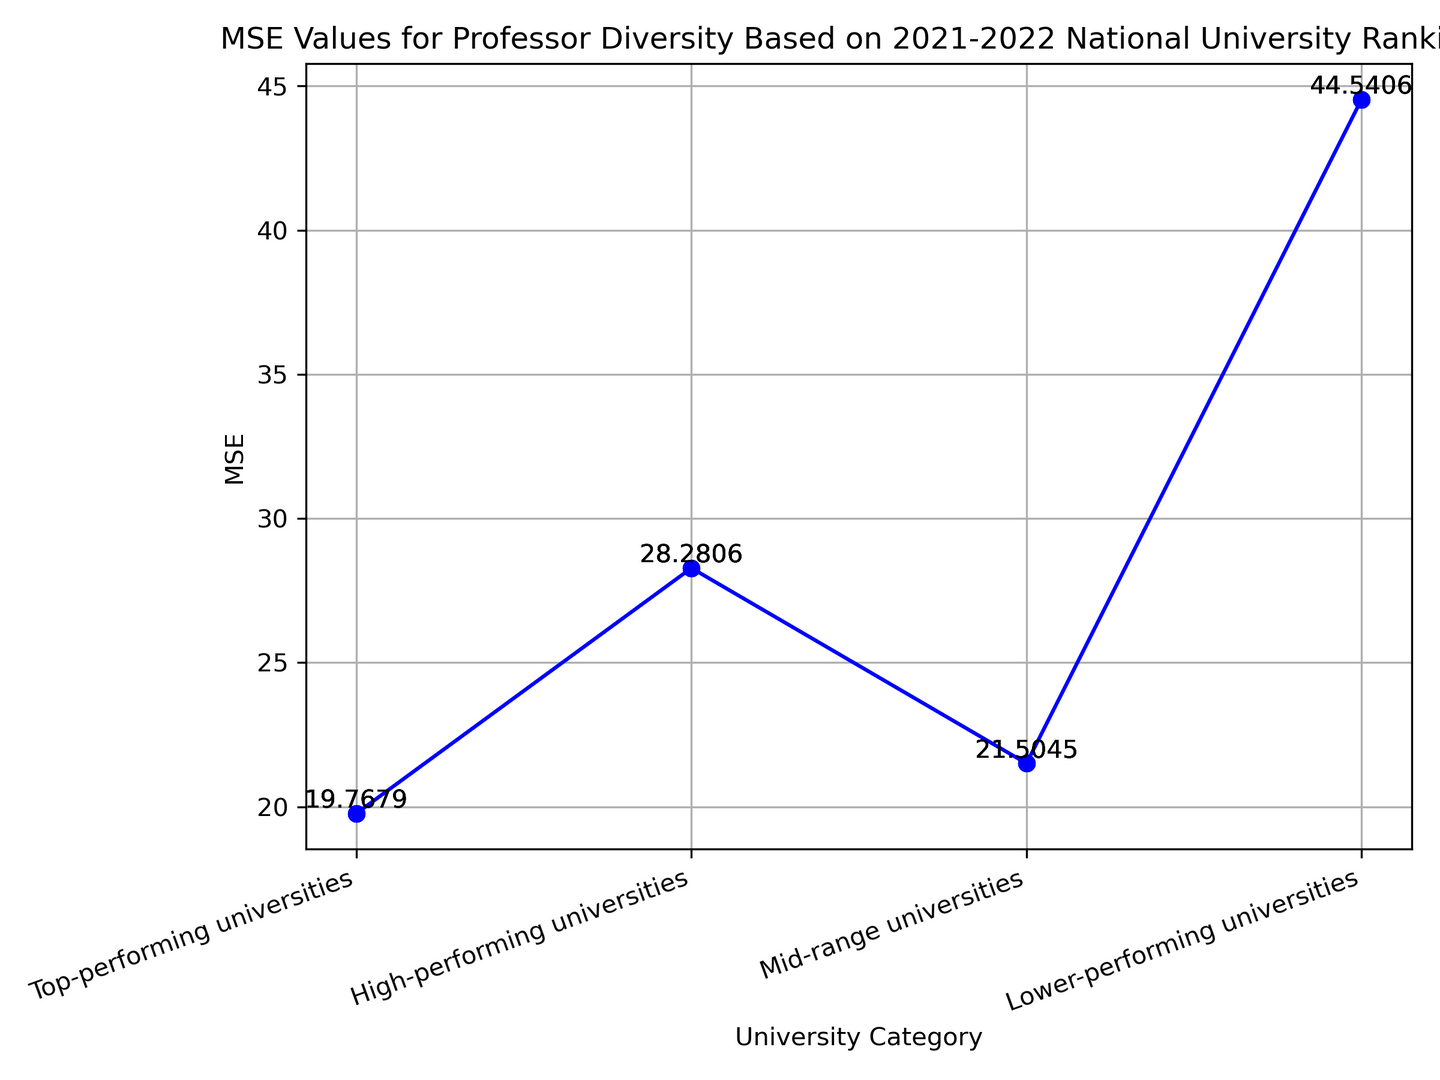 MSE Values for Professor Diversity Based on 2021-2022 National University Ranki
45
40
35
30
25
20
MSE
44.5406
28.2806
21.5045
19.7679
Top-performing universities
High-performing universities
Mid-range universities
Lower-performing universities
University Category